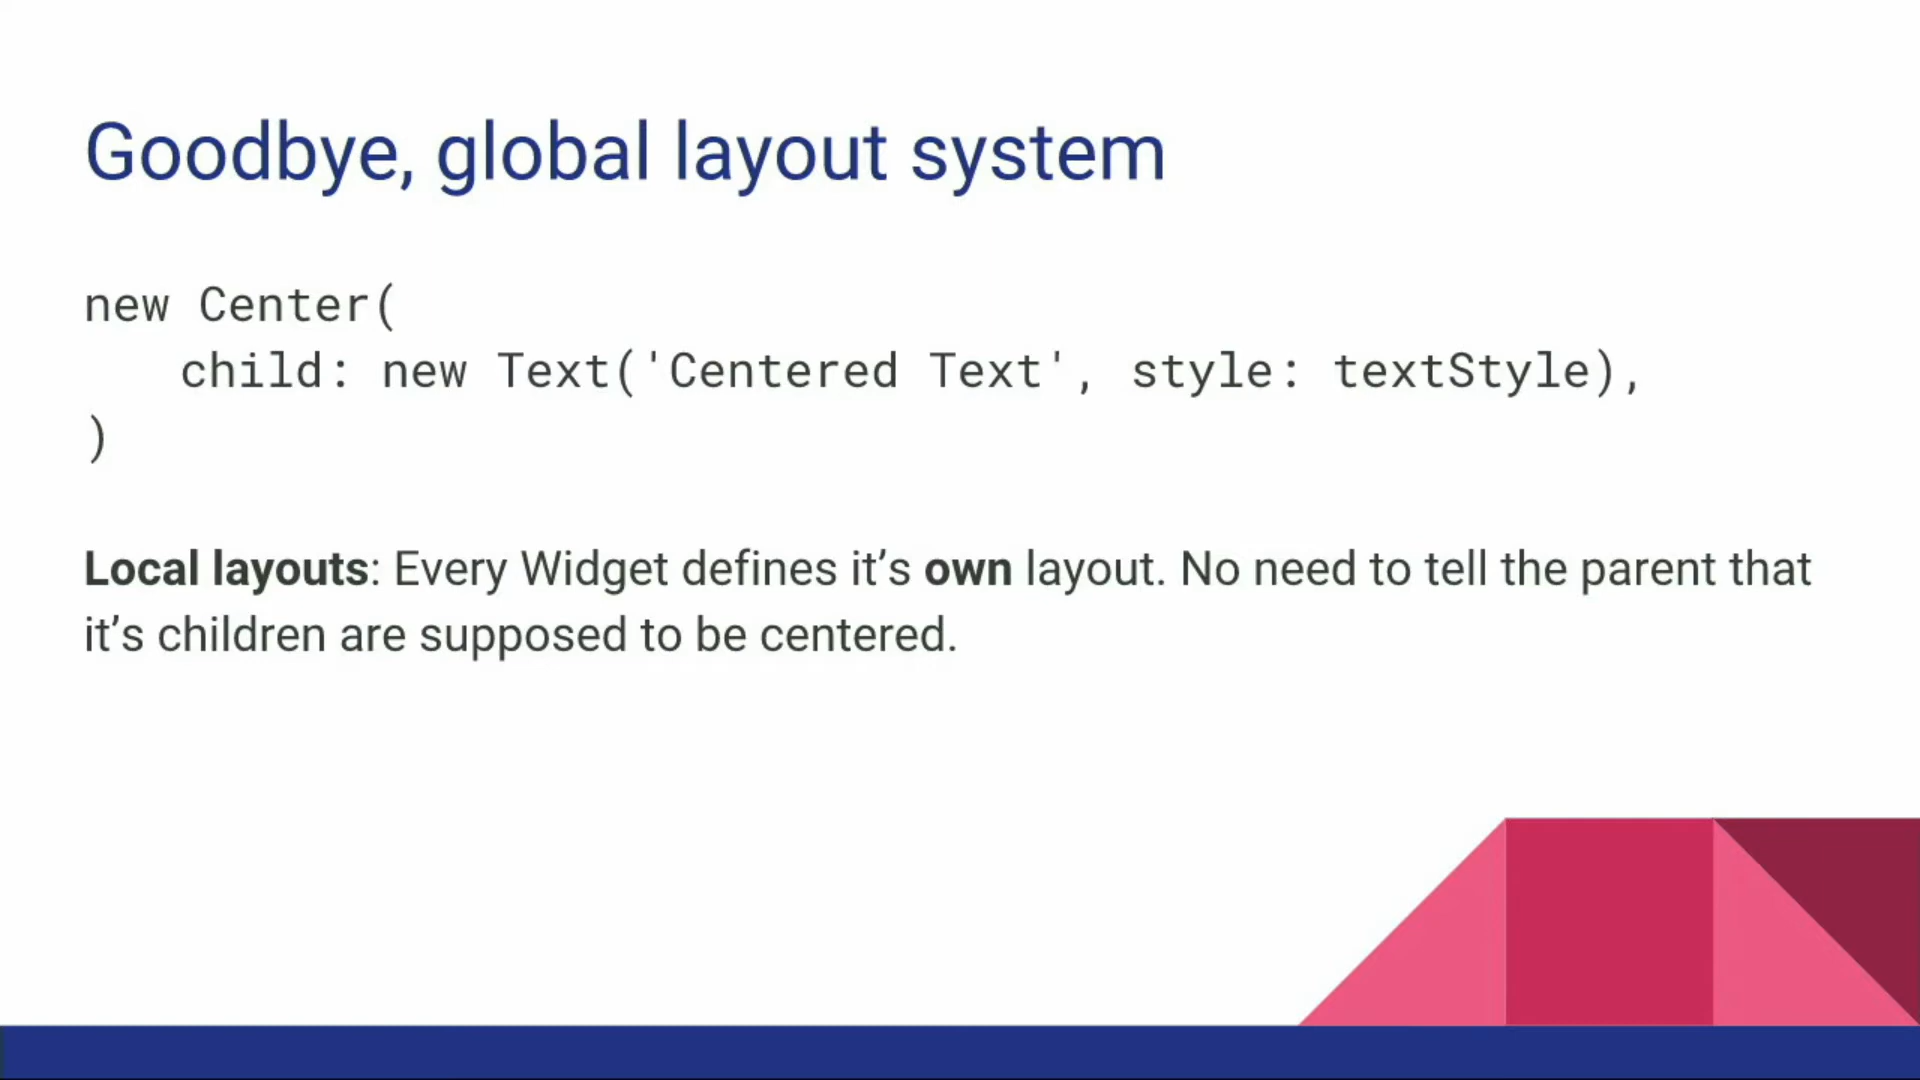 Goodbye, global layout system
new Center(
child: new Text('Centered Text', style: textStyle),
)
Local layouts: Every Widget defines it’s own layout. No need to tell the parent that
it’s children are supposed to be centered.